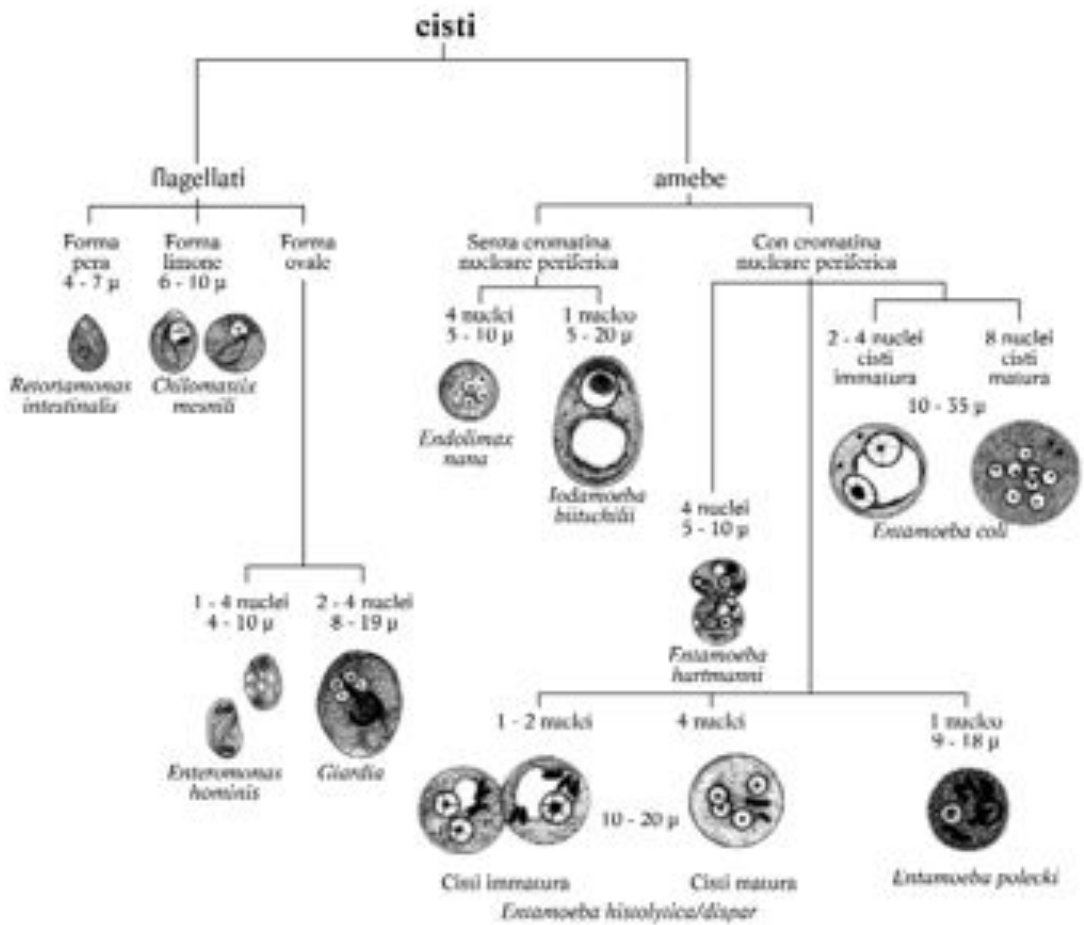 cisti
flagellati
amebe
Forma
pera
4 - 7 µ
Forma
limone
6 - 10 µ
Forma
ovale
Senza cromatina
nucleare periferica
Con cromatina
nucleare periferica
4 nuclei
5 - 10 µ
1 nucleo
5 - 20 µ
2 - 4 nuclei
cisti
immatura
8 nuclei
cisti
matura
10 - 35 µ
Retortamonas
intestinalis
Chilomastix
mesnili
Endolimax
nana
Iodamoeba
bütschilii
Entamoeba coli
4 nuclei
5 - 10 µ
Entamoeba
hartmanni
1 - 4 nuclei
4 - 10 µ
2 - 4 nuclei
8 - 19 µ
Enteromonas
hominis
Giardia
1 - 2 nuclei
4 nuclei
1 nucleo
9 - 18 µ
10 - 20 µ
Cisti immatura
Cisti matura
Entamoeba polecki
Entamoeba histolytica/dispar